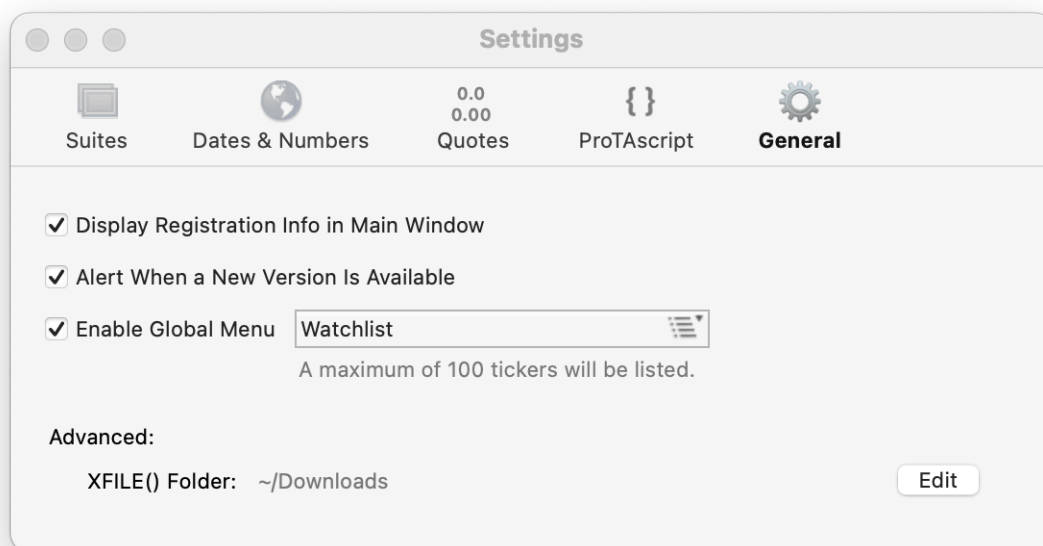 Settings
0.0
0.00
{ }
Suites Dates & Numbers Quotes ProTAscript General
Display Registration Info in Main Window
Alert When a New Version Is Available
Enable Global Menu Watchlist
A maximum of 100 tickers will be listed.
Advanced:
XFILE() Folder: ~/Downloads Edit